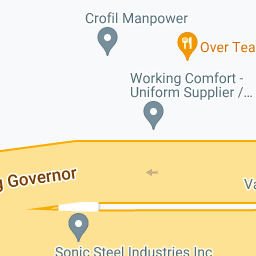 Crofil Manpower
Over Tea
Working Comfort -
Uniform Supplier /...
g Governor
Va
Sonic Steel Industries Inc